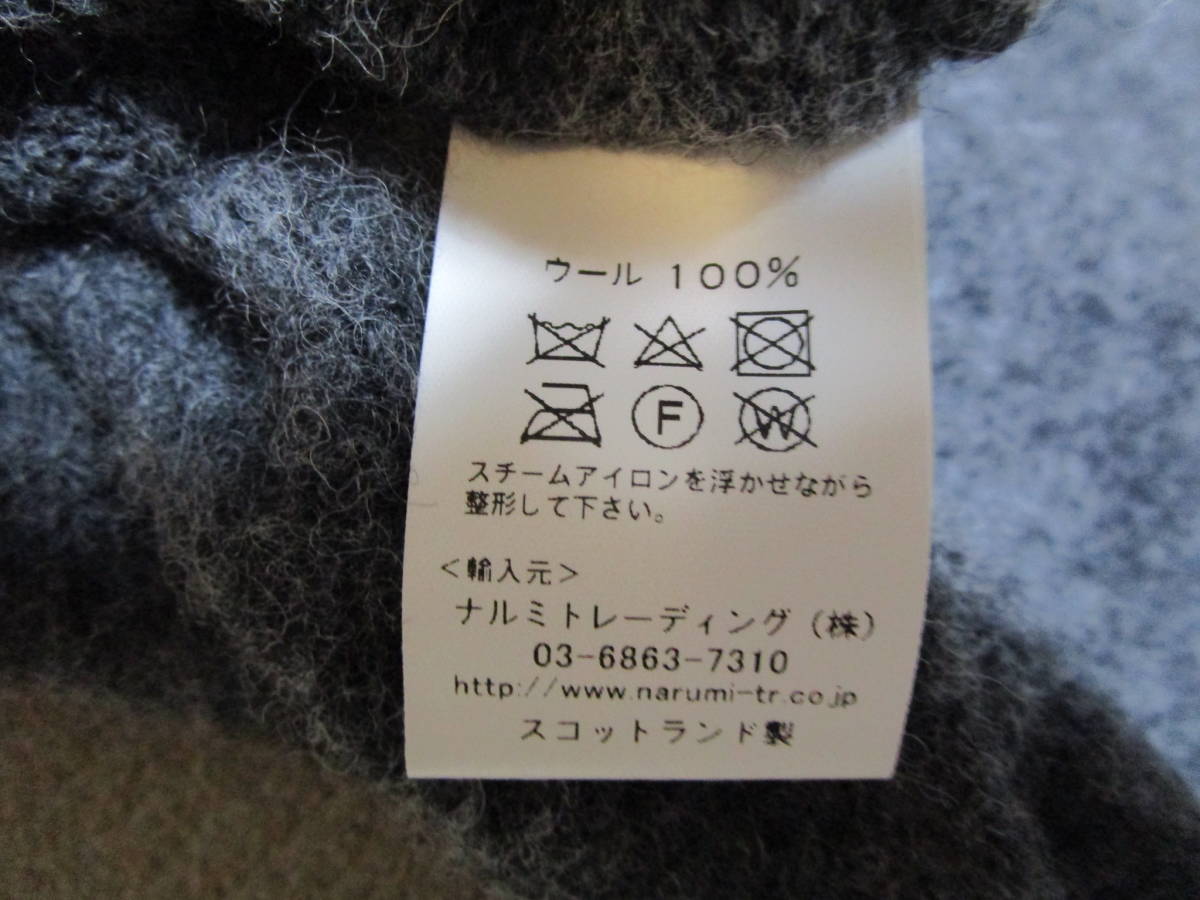 ウール 100%
F W
スチームアイロンを浮かせながら
整形して下さい。
<輸入元>
ナルミトレーディング(株)
03-6863-7310
http://www.narumi-tr.co.jp
スコットランド製